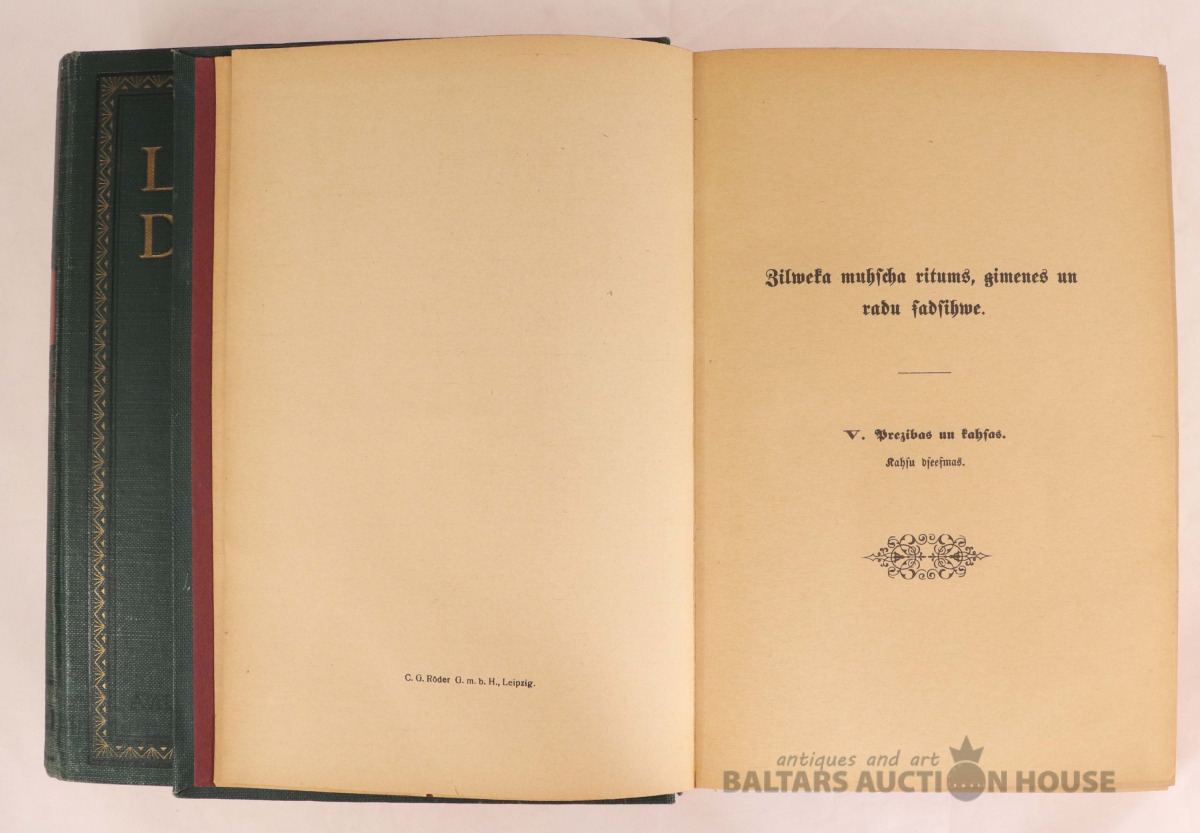 L
D
C. G. Röder G. m. b. H., Leipzig.
Zilweka muhſcha ritums, gimenes un
radu ſadſihwe.
V. Prezibas un kahſas.
Kahſu dſeeſmas.
antiques and art
BALTARS AUCTION HOUSE